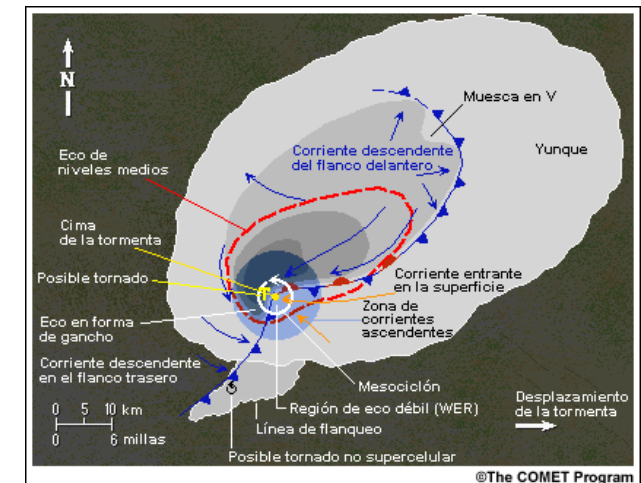 N
Muesca en V
Yunque
Corriente descendente
del flanco delantero
Eco de
niveles medios
Cima
de la tormenta
Posible tornado
Eco en forma
de gancho
Corriente descendente
en el flanco trasero
Corriente entrante
en la superficie
Zona de
corrientes
ascendentes
Mesociclón
Región de eco débil (WER)
Línea de flanqueo
Posible tornado no supercelular
0 5 10 km
0 6 millas
Desplazamiento
de la tormenta
©The COMET Program